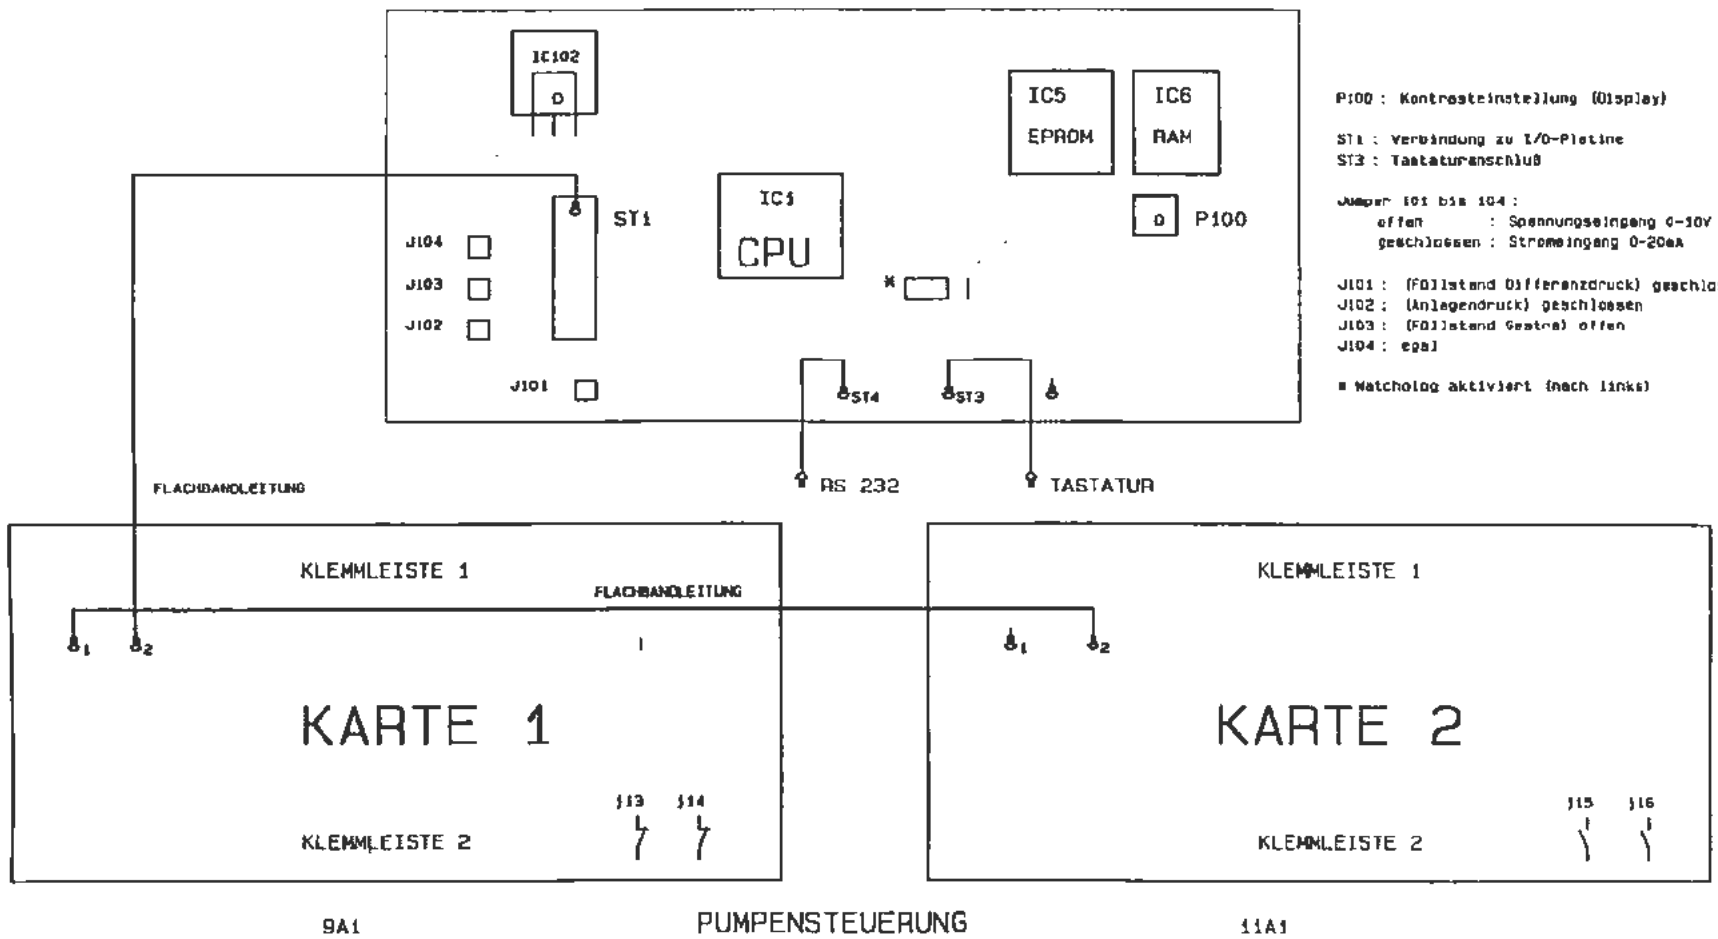 IC102
IC5
EPROM
IC6
RAM
P100 : Kontrasteinstellung (Display)
ST1 : Verbindung zu I/O-Platine
ST3 : Tastaturanschluß
IC1
CPU
ST1
P100
Jumper 101 bis 104 :
offen : Spannungseingang 0-10V
geschlossen : Stromeingang 0-20mA
J104
J103
J102
J101
*
J101 : (Füllstand Differenzdruck) geschlo
J102 : (Anlagendruck) geschlossen
J103 : (Füllstand Gestra) offen
J104 : egal
* Watchdog aktiviert (nach links)
ST4
ST3
FLACHBANDLEITUNG
RS 232
TASTATUR
KLEMMLEISTE 1
KLEMMLEISTE 1
FLACHBANDLEITUNG
1
2
1
2
KARTE 1
KARTE 2
j13
j14
j15
j16
KLEMMLEISTE 2
KLEMMLEISTE 2
9A1
PUMPENSTEUERUNG
11A1